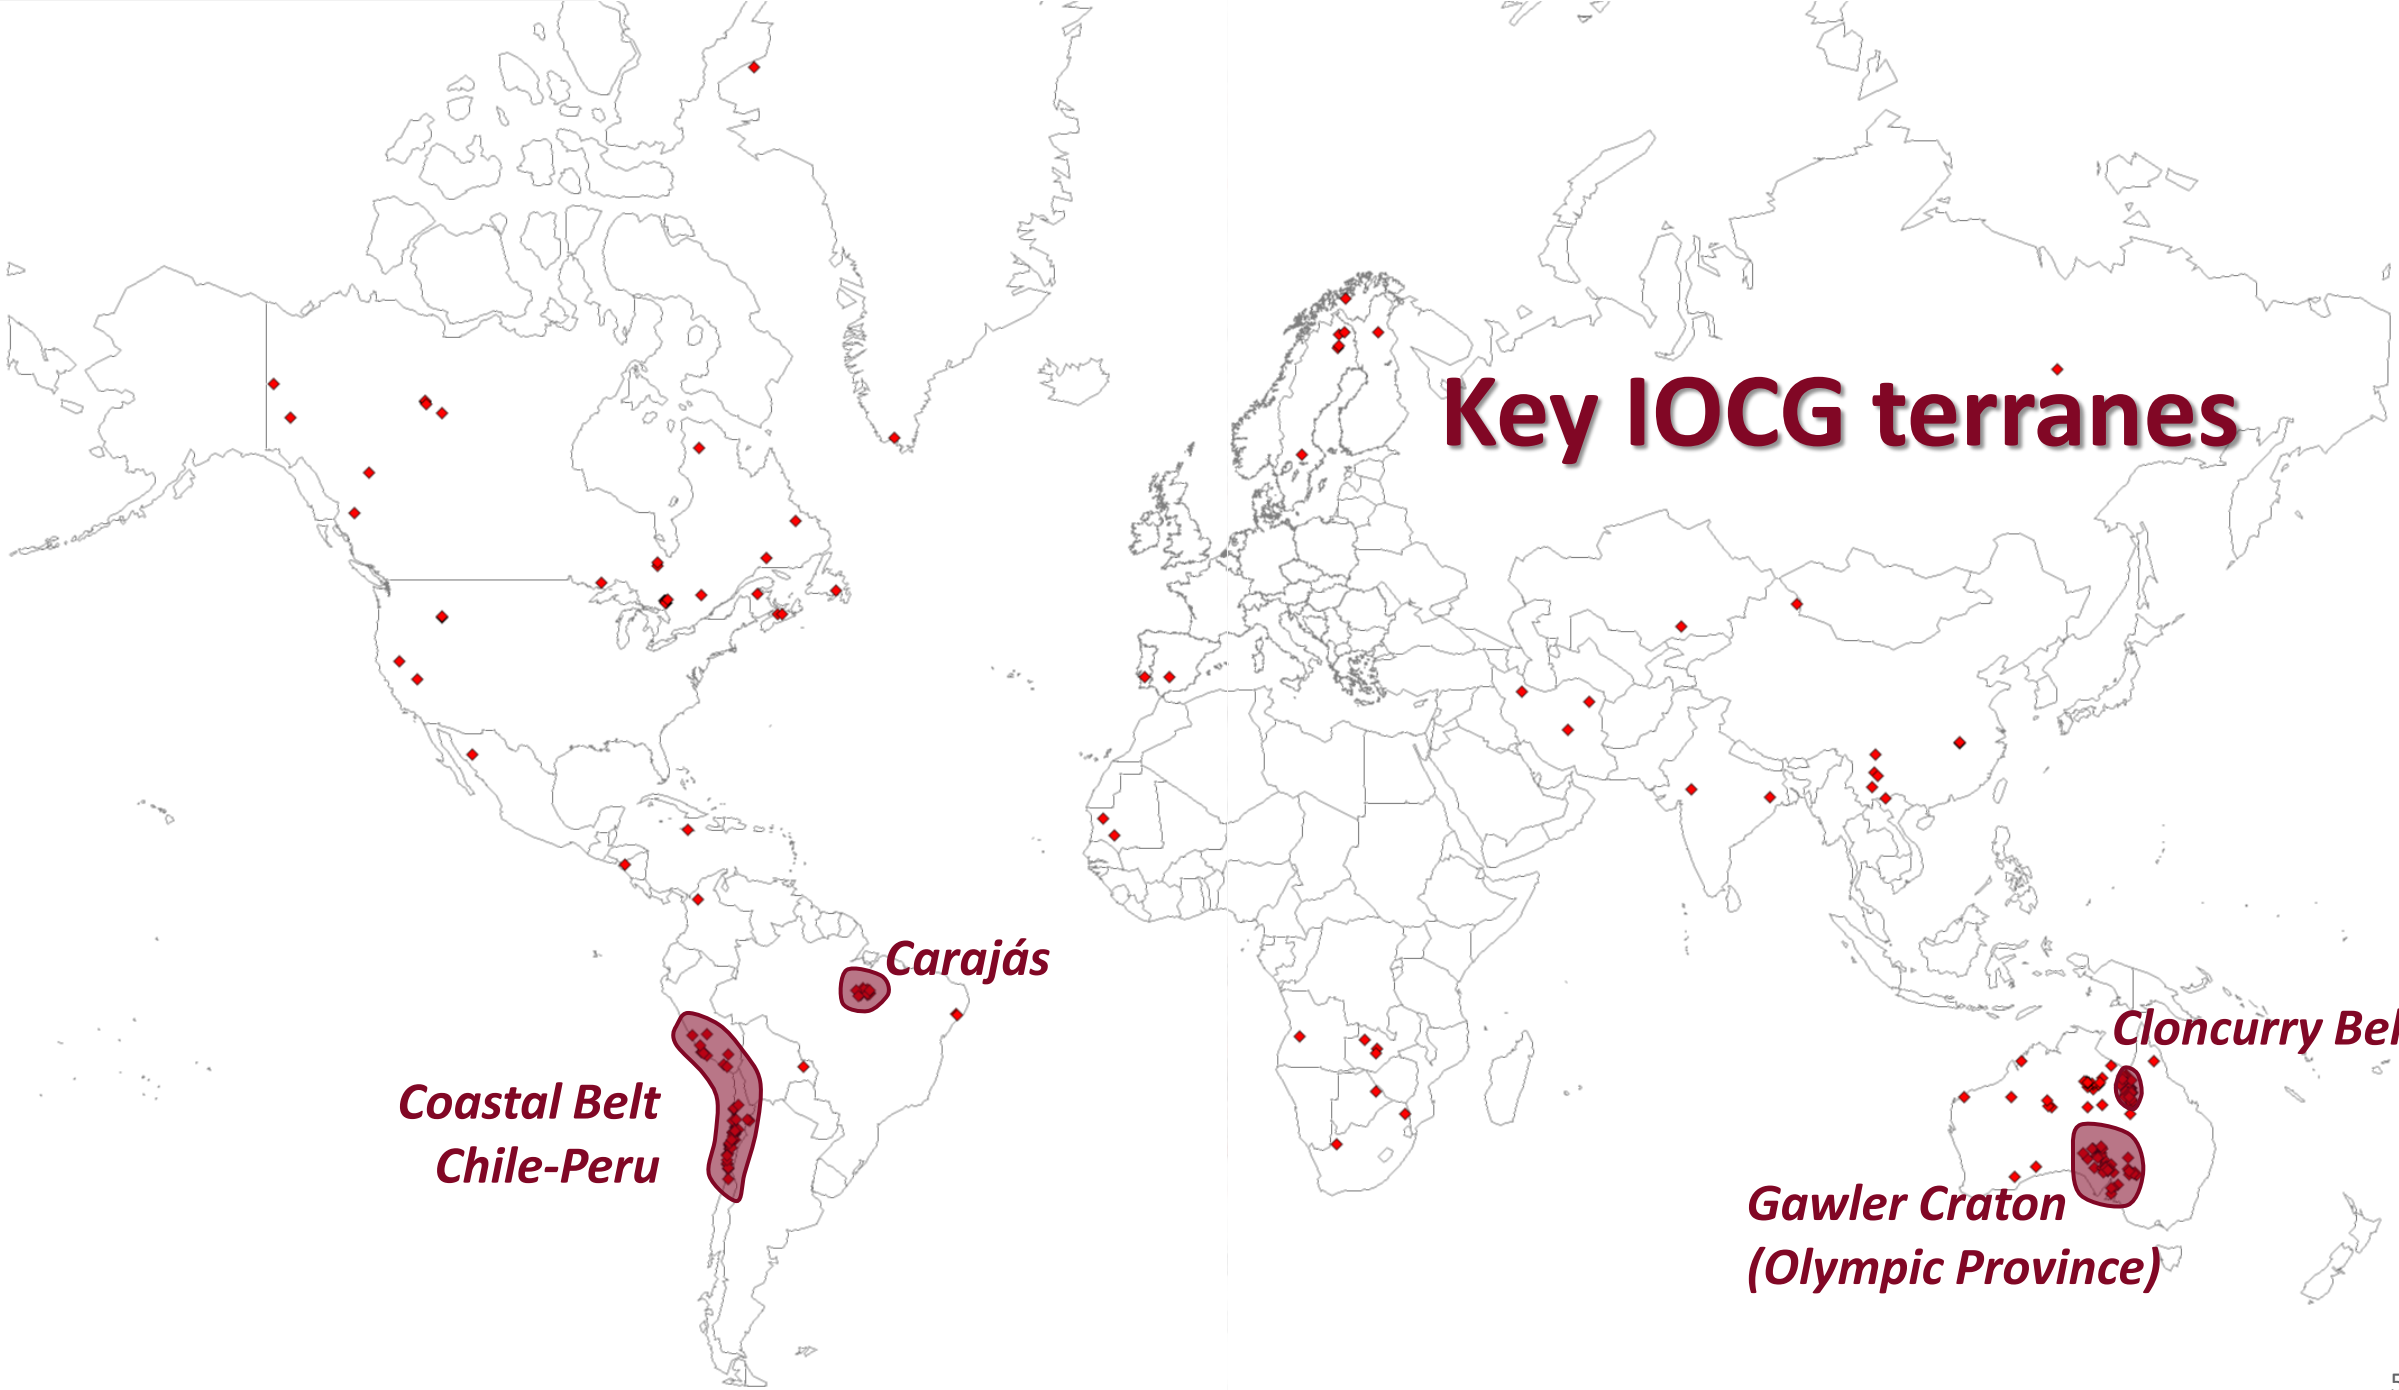 Key IOCG terranes
Carajás
Coastal Belt
Chile-Peru
Cloncurry Bel
Gawler Craton
(Olympic Province)